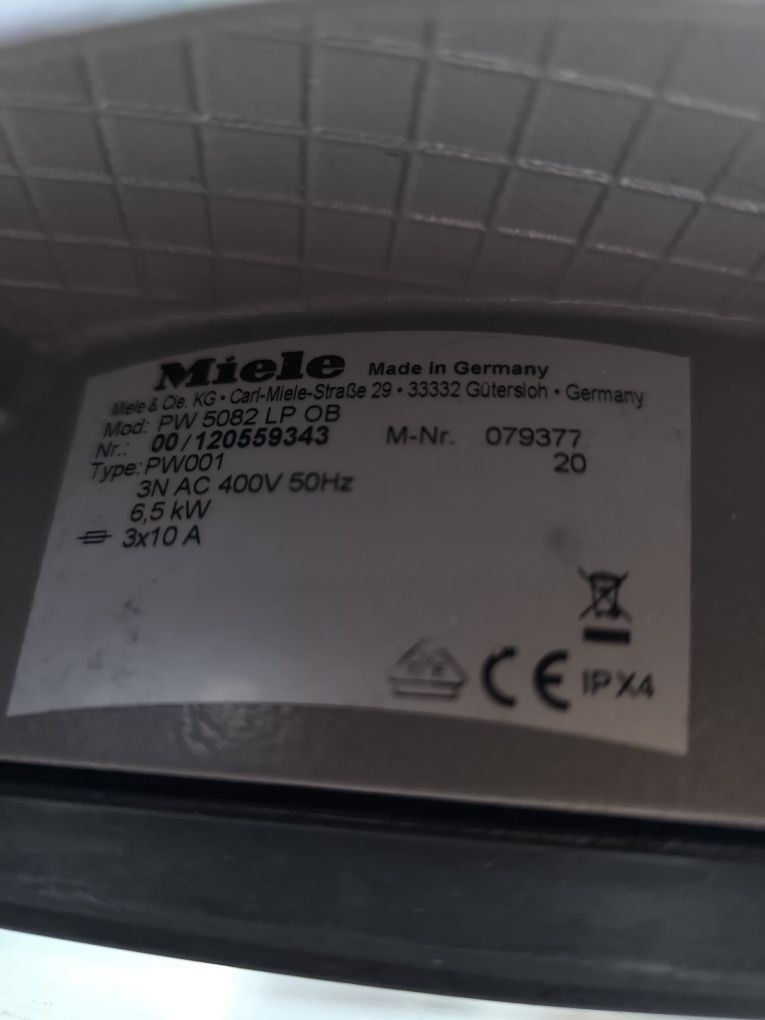 Miele Made in Germany
Miele & Cie. KG • Carl-Miele-Straße 29 • 33332 Gütersloh • Germany
Mod: PW 5082 LP OB
Nr.: 00/120559343 M-Nr. 079377
Type: PW001 20
3N AC 400V 50Hz
6,5 kW
3x10 A
CE IPX4